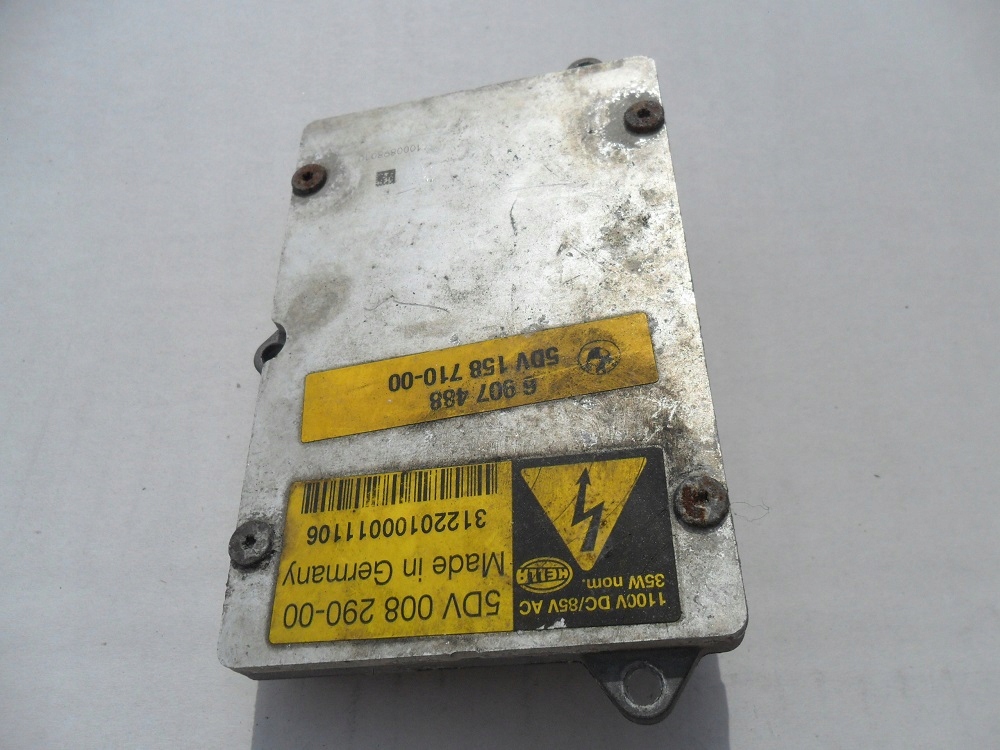 1100V DC/85V AC
35W nom.
HELLA
5DV 008 290-00
Made in Germany
31220100011106
6 907 488
5DV 158 710-00